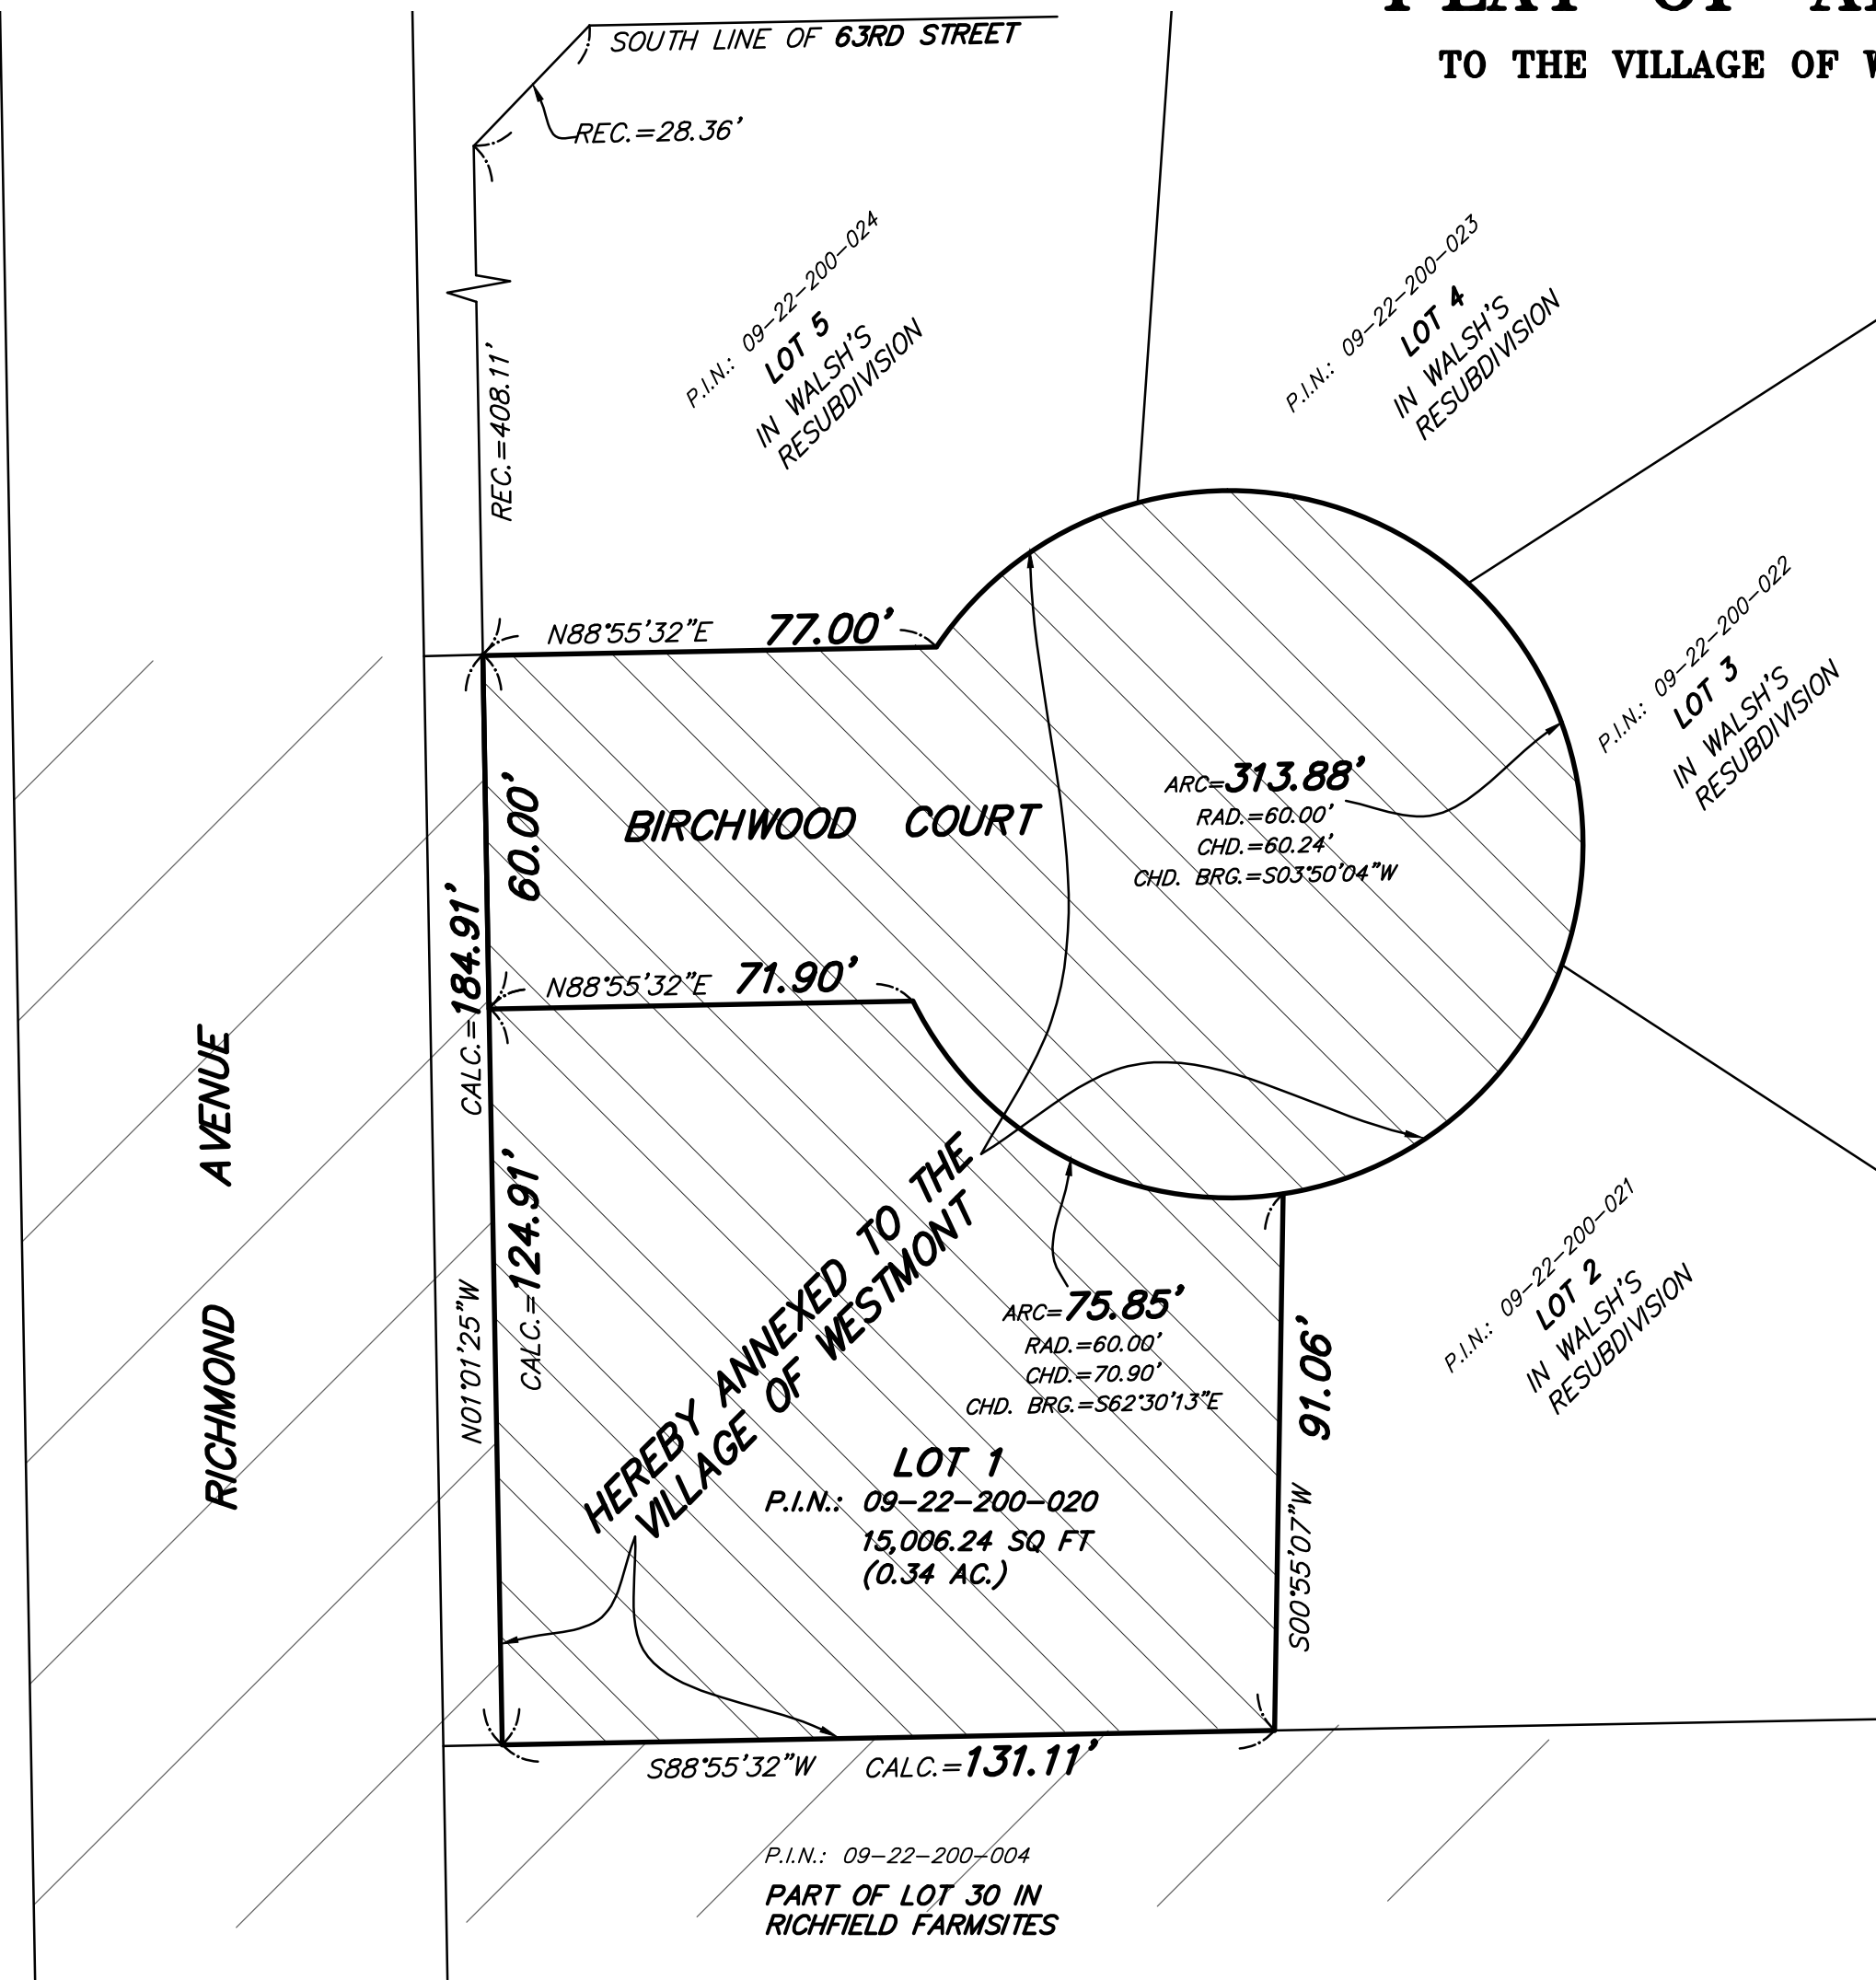 TO THE VILLAGE OF
SOUTH LINE OF 63RD STREET
REC.=28.36'
REC.=408.11'
P.I.N.: 09-22-200-024
LOT 5
IN WALSH'S
RESUBDIVISION
P.I.N.: 09-22-200-023
LOT 4
IN WALSH'S
RESUBDIVISION
P.I.N.: 09-22-200-022
LOT 3
IN WALSH'S
RESUBDIVISION
N88°55'32"E 77.00'
60.00'
BIRCHWOOD COURT
ARC=313.88'
RAD.=60.00'
CHD.=60.24'
CHD. BRG.=S03°50'04"W
CALC.=184.91'
N88°55'32"E 71.90'
RICHMOND AVENUE
N01°01'25"W
CALC.=124.91'
HEREBY ANNEXED TO THE
VILLAGE OF WESTMONT
ARC=75.85'
RAD.=60.00'
CHD.=70.90'
CHD. BRG.=S62°30'13"E
LOT 1
P.I.N.: 09-22-200-020
15,006.24 SQ FT
(0.34 AC.)
S00°55'07"W 91.06'
P.I.N.: 09-22-200-021
LOT 2
IN WALSH'S
RESUBDIVISION
S88°55'32"W CALC.=131.11'
P.I.N.: 09-22-200-004
PART OF LOT 30 IN
RICHFIELD FARMSITES